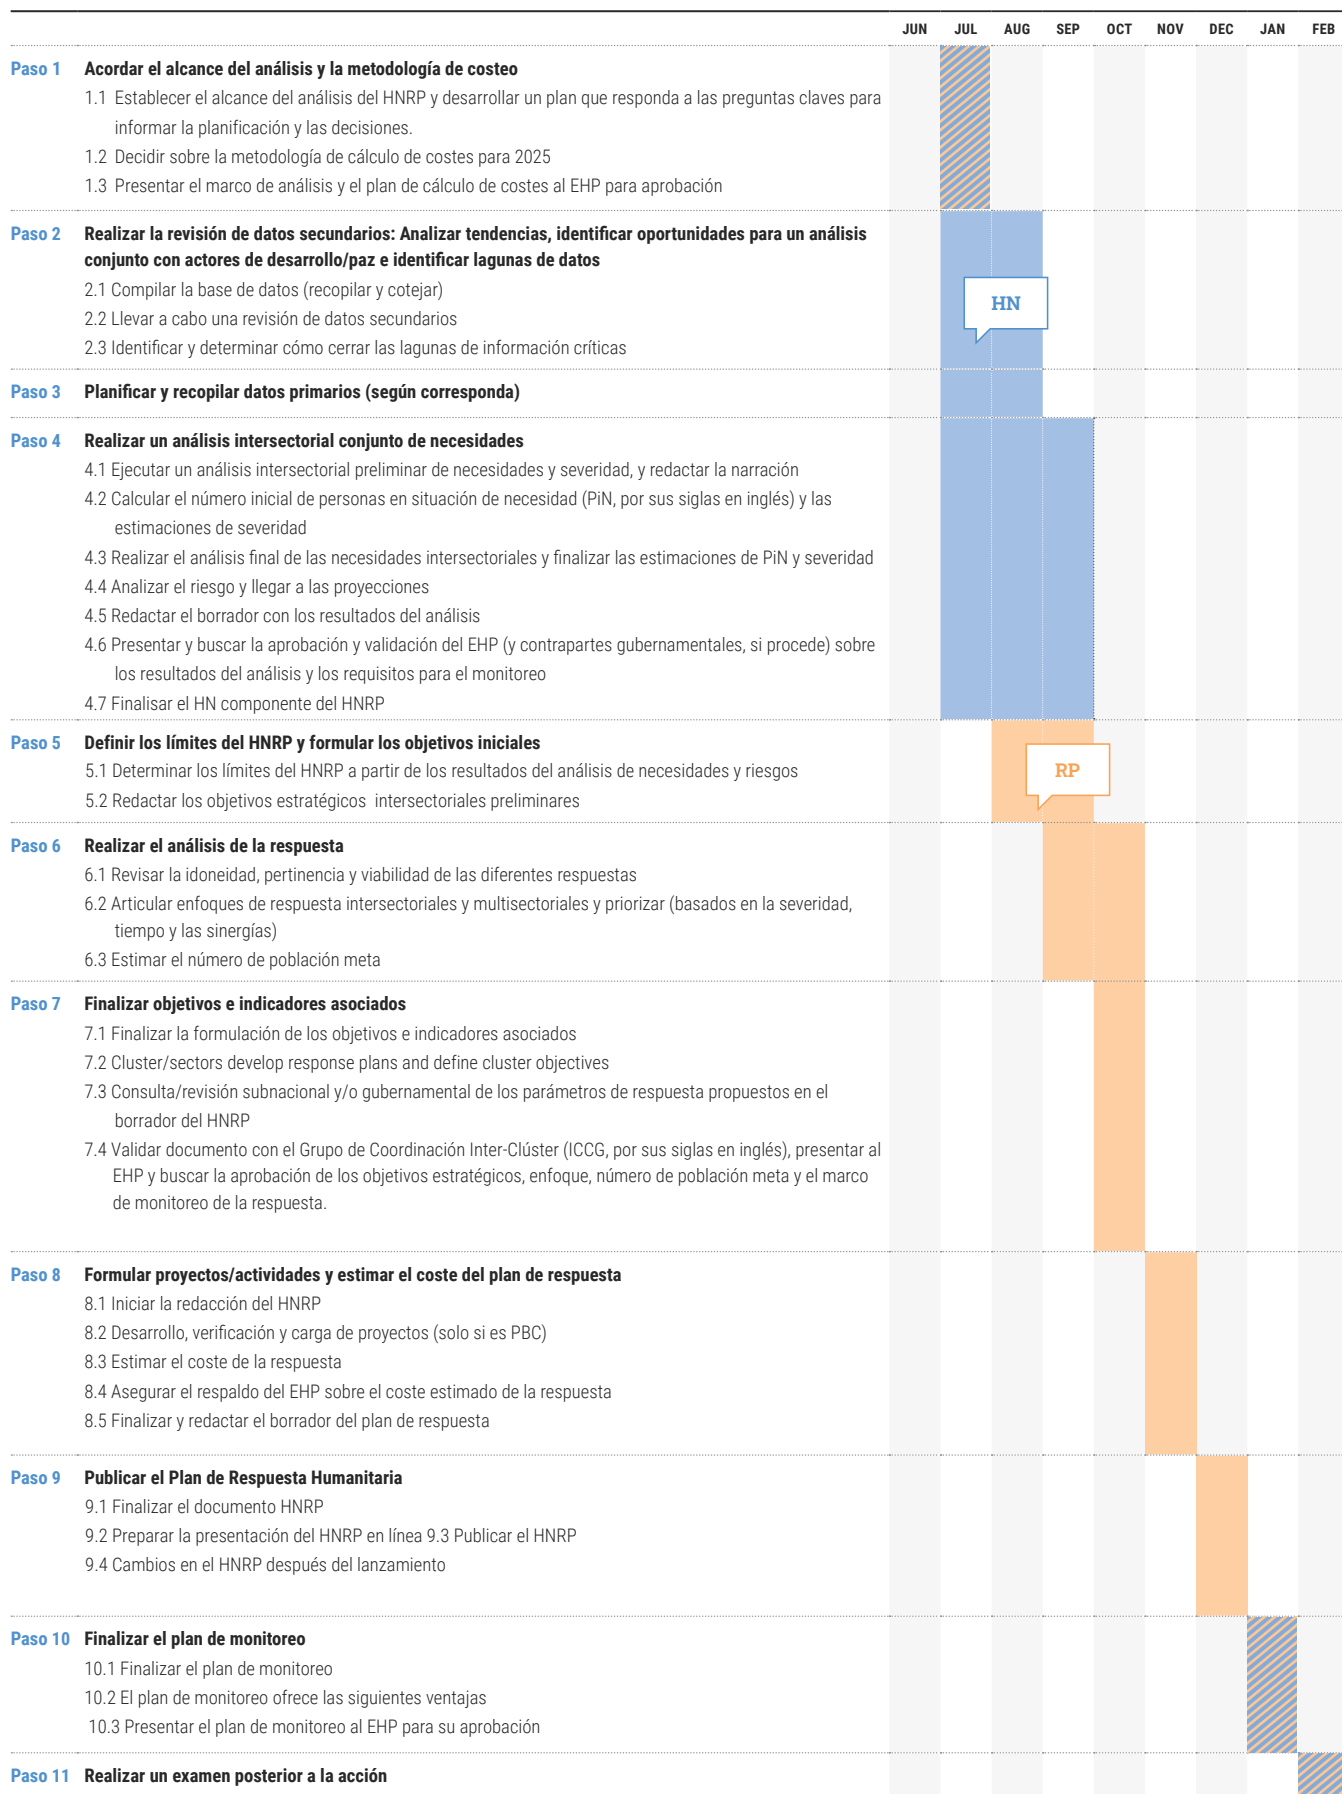 JUN JUL AUG SEP OCT NOV DEC JAN FEB
Paso 1 Acordar el alcance del análisis y la metodología de costeo
1.1 Establecer el alcance del análisis del HNRP y desarrollar un plan que responda a las preguntas claves para
informar la planificación y las decisiones.
1.2 Decidir sobre la metodología de cálculo de costes para 2025
1.3 Presentar el marco de análisis y el plan de cálculo de costes al EHP para aprobación
Paso 2 Realizar la revisión de datos secundarios: Analizar tendencias, identificar oportunidades para un análisis
conjunto con actores de desarrollo/paz e identificar lagunas de datos
2.1 Compilar la base de datos (recopilar y cotejar)
HN
2.2 Llevar a cabo una revisión de datos secundarios
2.3 Identificar y determinar cómo cerrar las lagunas de información críticas
Paso 3 Planificar y recopilar datos primarios (según corresponda)
Paso 4 Realizar un análisis intersectorial conjunto de necesidades
4.1 Ejecutar un análisis intersectorial preliminar de necesidades y severidad, y redactar la narración
4.2 Calcular el número inicial de personas en situación de necesidad (PiN, por sus siglas en inglés) y las
estimaciones de severidad
4.3 Realizar el análisis final de las necesidades intersectoriales y finalizar las estimaciones de PiN y severidad
4.4 Analizar el riesgo y llegar a las proyecciones
4.5 Redactar el borrador con los resultados del análisis
4.6 Presentar y buscar la aprobación y validación del EHP (y contrapartes gubernamentales, si procede) sobre
los resultados del análisis y los requisitos para el monitoreo
4.7 Finalisar el HN componente del HNRP
Paso 5 Definir los límites del HNRP y formular los objetivos iniciales
5.1 Determinar los límites del HNRP a partir de los resultados del análisis de necesidades y riesgos
RP
5.2 Redactar los objetivos estratégicos intersectoriales preliminares
Paso 6 Realizar el análisis de la respuesta
6.1 Revisar la idoneidad, pertinencia y viabilidad de las diferentes respuestas
6.2 Articular enfoques de respuesta intersectoriales y multisectoriales y priorizar (basados en la severidad,
tiempo y las sinergías)
6.3 Estimar el número de población meta
Paso 7 Finalizar objetivos e indicadores asociados
7.1 Finalizar la formulación de los objetivos e indicadores asociados
7.2 Cluster/sectors develop response plans and define cluster objectives
7.3 Consulta/revisión subnacional y/o gubernamental de los parámetros de respuesta propuestos en el
borrador del HNRP
7.4 Validar documento con el Grupo de Coordinación Inter-Clúster (ICCG, por sus siglas en inglés), presentar al
EHP y buscar la aprobación de los objetivos estratégicos, enfoque, número de población meta y el marco
de monitoreo de la respuesta.
Paso 8 Formular proyectos/actividades y estimar el coste del plan de respuesta
8.1 Iniciar la redacción del HNRP
8.2 Desarrollo, verificación y carga de proyectos (solo si es PBC)
8.3 Estimar el coste de la respuesta
8.4 Asegurar el respaldo del EHP sobre el coste estimado de la respuesta
8.5 Finalizar y redactar el borrador del plan de respuesta
Paso 9 Publicar el Plan de Respuesta Humanitaria
9.1 Finalizar el documento HNRP
9.2 Preparar la presentación del HNRP en línea 9.3 Publicar el HNRP
9.4 Cambios en el HNRP después del lanzamiento
Paso 10 Finalizar el plan de monitoreo
10.1 Finalizar el plan de monitoreo
10.2 El plan de monitoreo ofrece las siguientes ventajas
10.3 Presentar el plan de monitoreo al EHP para su aprobación
Paso 11 Realizar un examen posterior a la acción